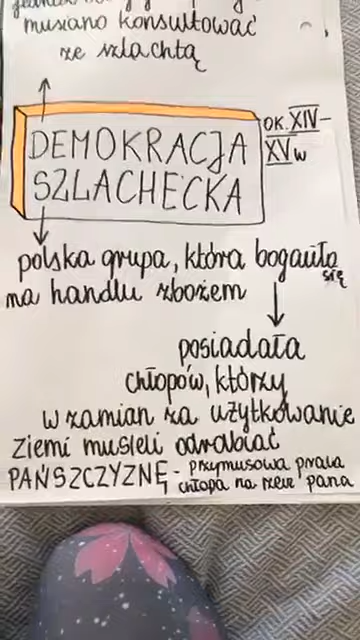 musiano konsultować
ze szlachtą
DEMOKRACJA
SZLACHECKA
OK. XIV-
XV w
polska grupa, która bogaciła
się
na handlu zbożem
posiadała
chłopów, którzy
w zamian za użytkowanie
ziemi musieli odrabiać
PAŃSZCZYZNĘ - przymusowa praca
chłopa na rzecz pana